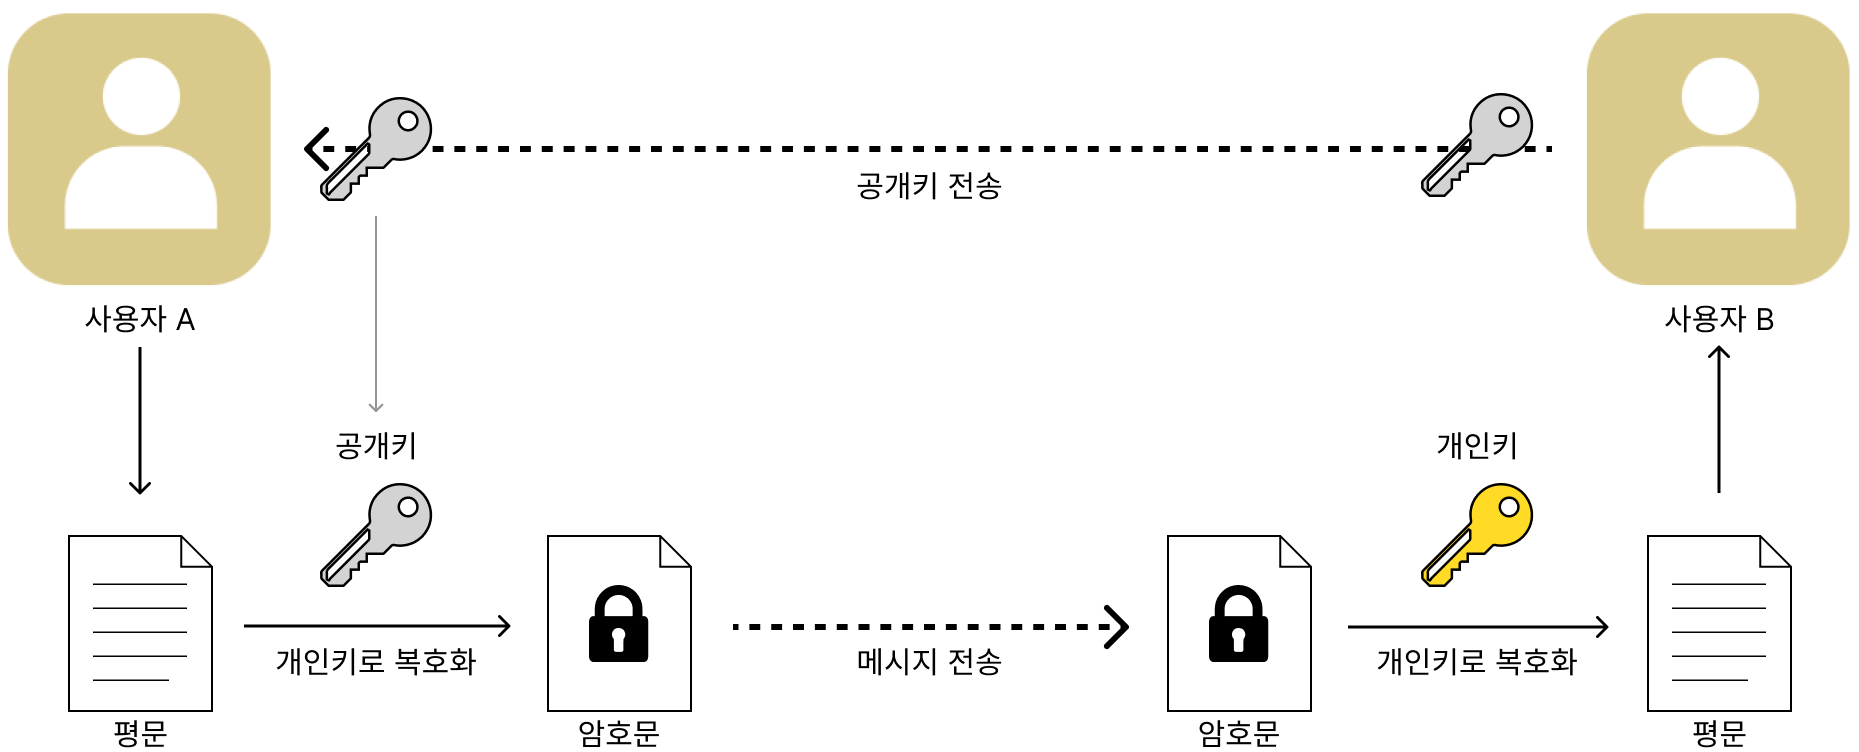 공개키 전송
사용자 A
사용자 B
공개키
개인키
개인키로 복호화
메시지 전송
개인키로 복호화
평문
암호문
암호문
평문